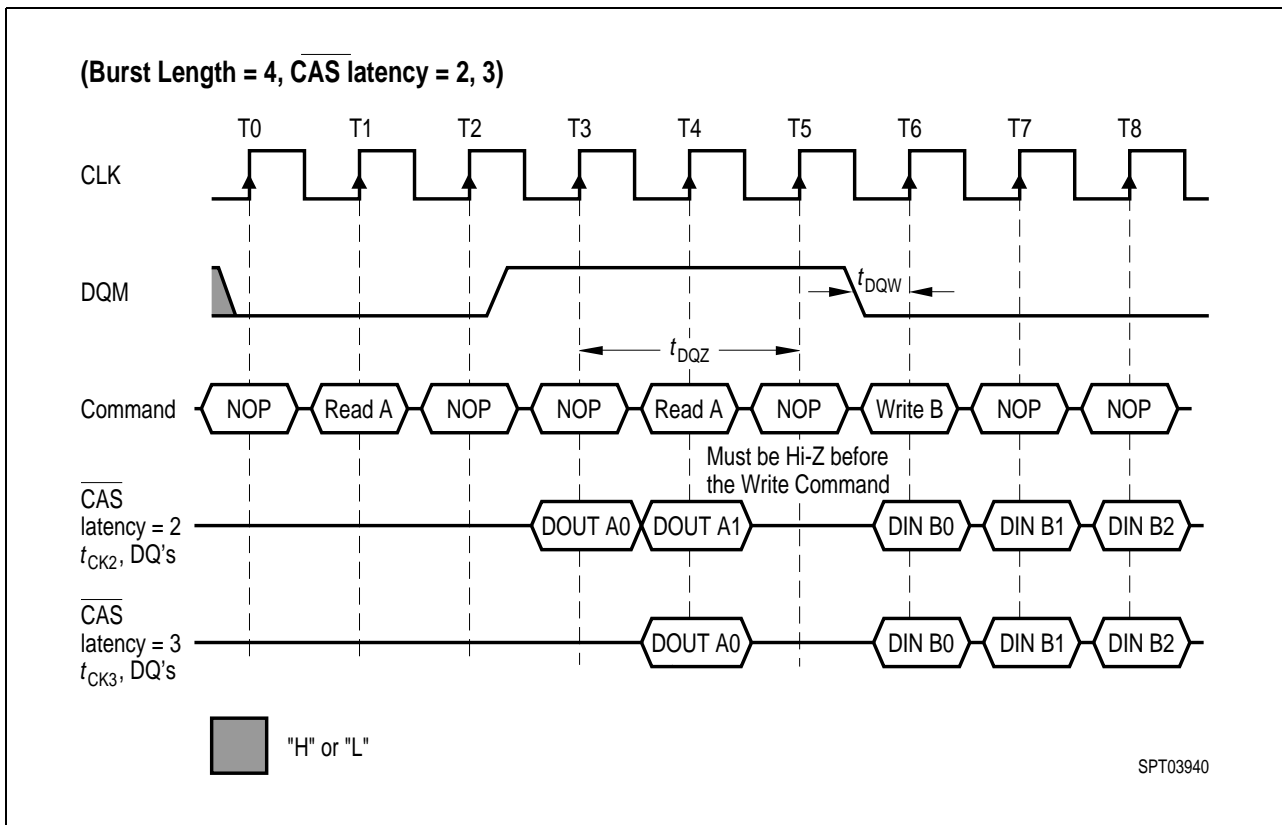 (Burst Length = 4, CAS latency = 2, 3)
T0 T1 T2 T3 T4 T5 T6 T7 T8
CLK
DQM
tDQW
tDQZ
Command NOP Read A NOP NOP Read A NOP Write B NOP NOP
Must be Hi-Z before
the Write Command
CAS
latency = 2
tCK2, DQ's
DOUT A0 DOUT A1 DIN B0 DIN B1 DIN B2
CAS
latency = 3
tCK3, DQ's
DOUT A0 DIN B0 DIN B1 DIN B2
"H" or "L"
SPT03940